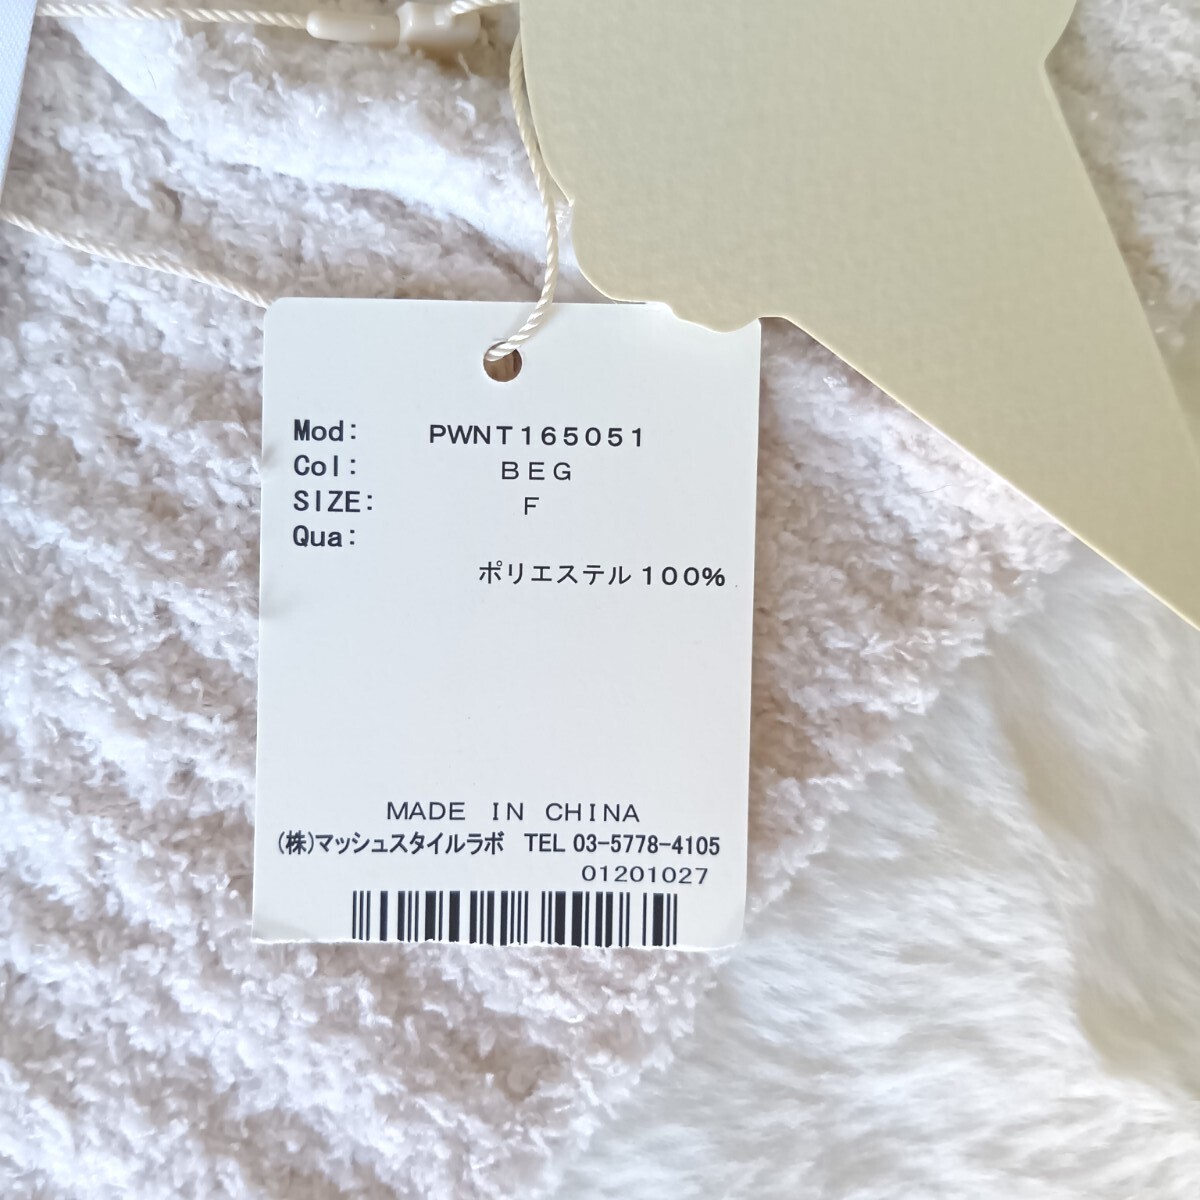 Mod: PWNT165051
Col: BEG
SIZE: F
Qua:
ポリエステル100%
MADE IN CHINA
(株)マッシュスタイルラボ TEL 03-5778-4105
01201027